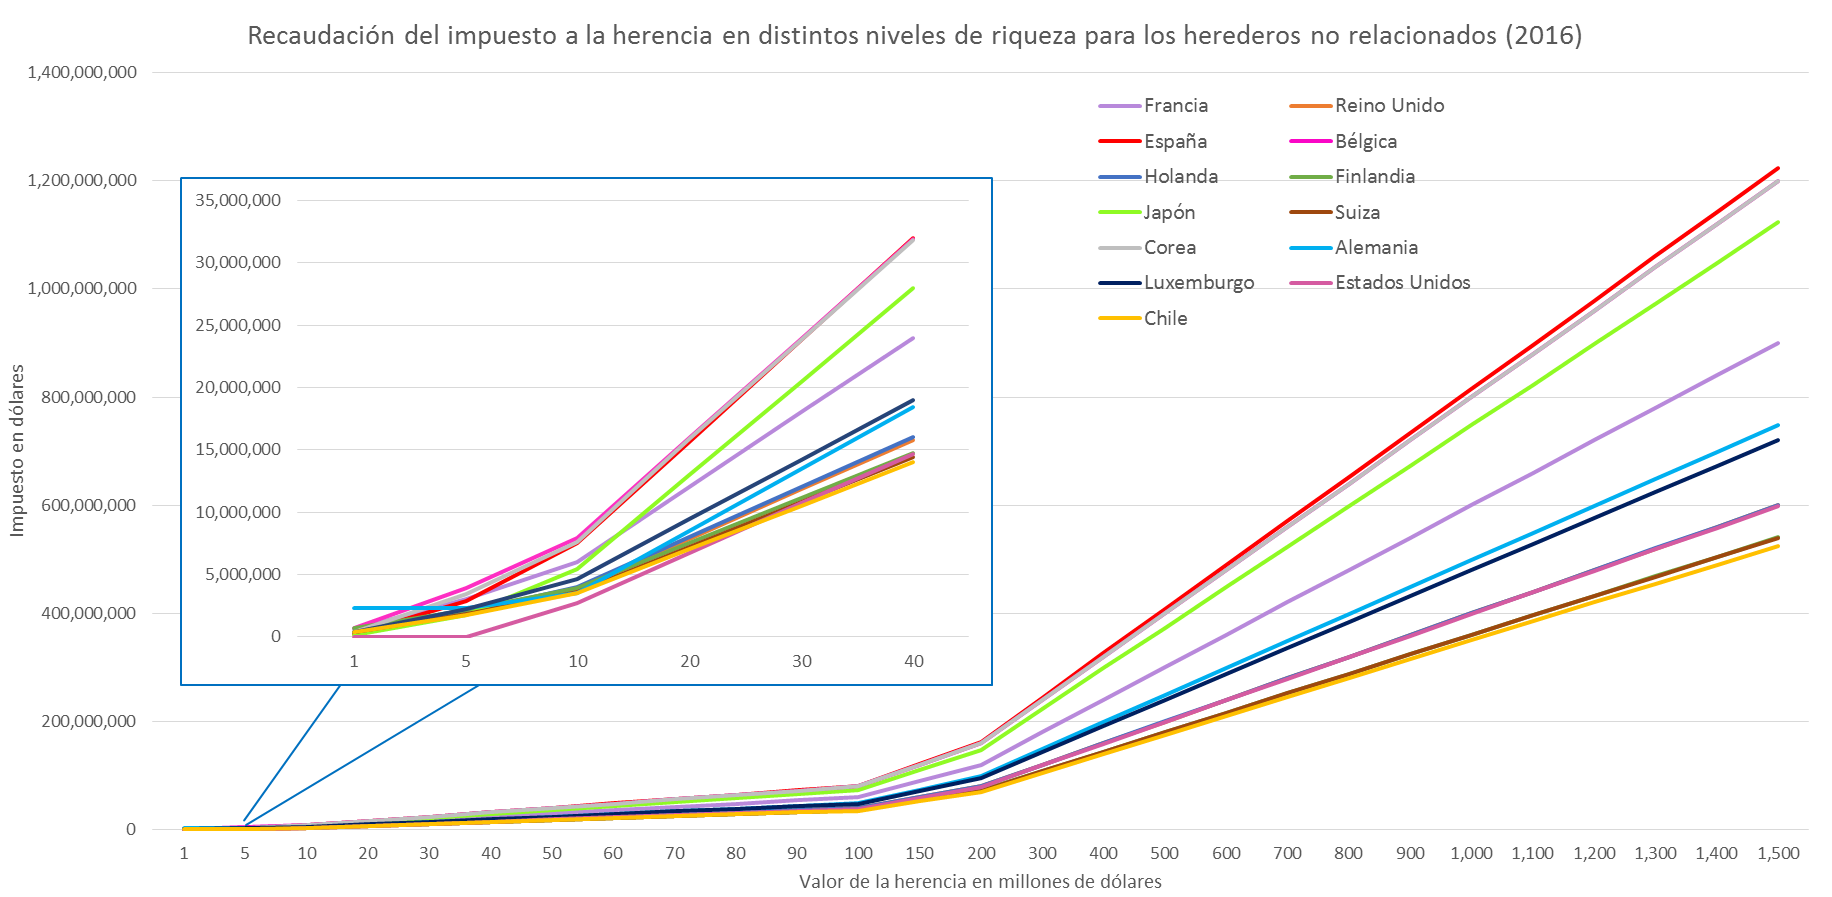 Recaudación del impuesto a la herencia en distintos niveles de riqueza para los herederos no relacionados (2016)
Impuesto en dólares
1,400,000,000
1,200,000,000
1,000,000,000
800,000,000
600,000,000
400,000,000
200,000,000
0
Francia Reino Unido
España Bélgica
Holanda Finlandia
Japón Suiza
Corea Alemania
Luxemburgo Estados Unidos
Chile
35,000,000
30,000,000
25,000,000
20,000,000
15,000,000
10,000,000
5,000,000
0
1 5 10 20 30 40
1 5 10 20 30 40 50 60 70 80 90 100 150 200 300 400 500 600 700 800 900 1,000 1,100 1,200 1,300 1,400 1,500
Valor de la herencia en millones de dólares